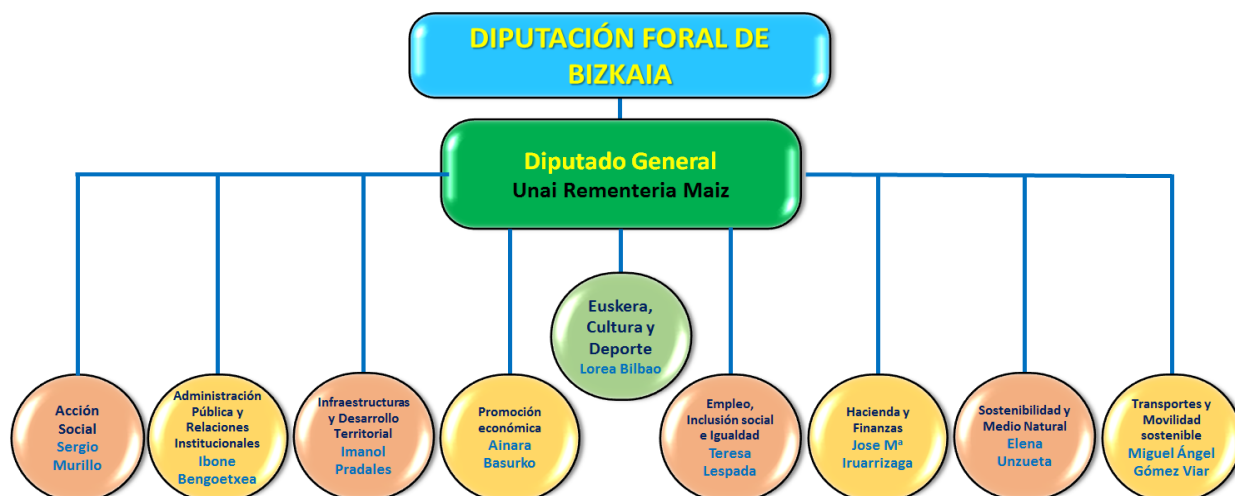 DIPUTACIÓN FORAL DE
BIZKAIA
Diputado General
Unai Rementeria Maiz
Acción
Social
Sergio
Murillo
Administración
Pública y
Relaciones
Institucionales
Ibone
Bengoetxea
Infraestructuras
y Desarrollo
Territorial
Imanol
Pradales
Promoción
económica
Ainara
Basurko
Euskera,
Cultura y
Deporte
Lorea Bilbao
Empleo,
Inclusión social
e Igualdad
Teresa
Lespada
Hacienda y
Finanzas
Jose Mª
Iruarrizaga
Sostenibilidad y
Medio Natural
Elena
Unzueta
Transportes y
Movilidad
sostenible
Miguel Ángel
Gómez Viar